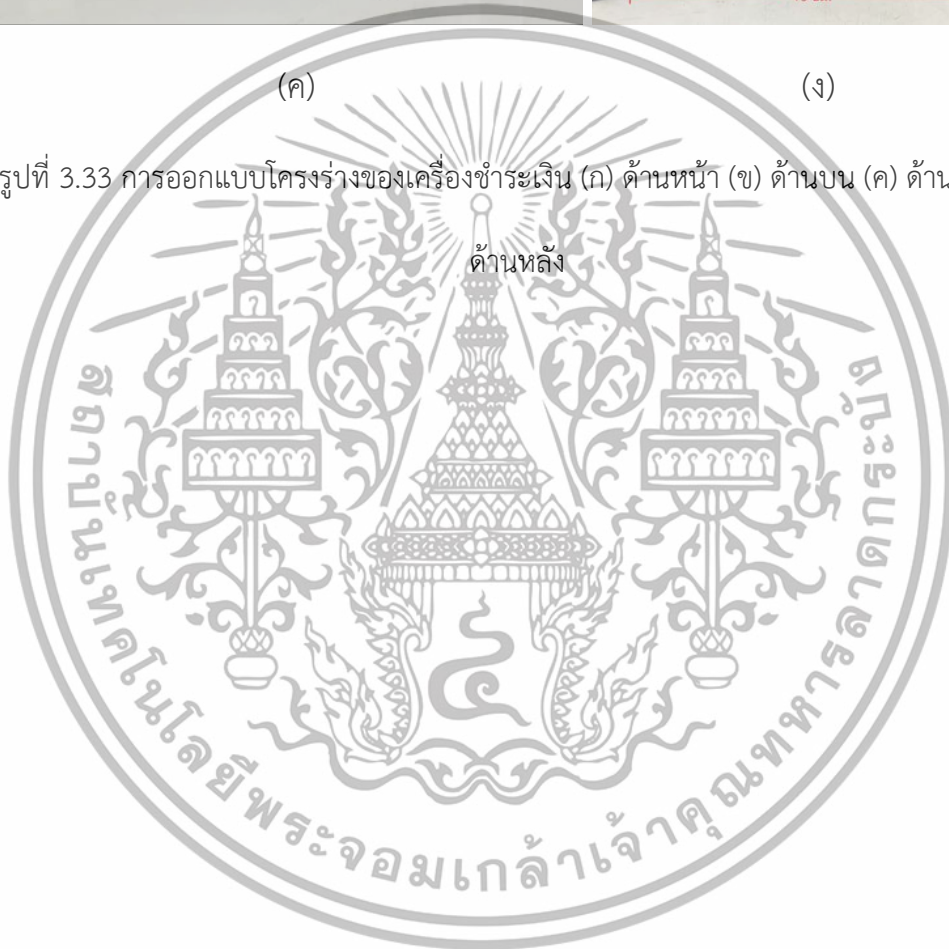 (ค) (ง)
รูปที่ 3.33 การออกแบบโครงร่างของเครื่องชำระเงิน (ก) ด้านหน้า (ข) ด้านบน (ค) ด้าน
ด้านหลัง
สถาบันเทคโนโลยีพระจอมเกล้าเจ้าคุณทหารลาดกระบัง